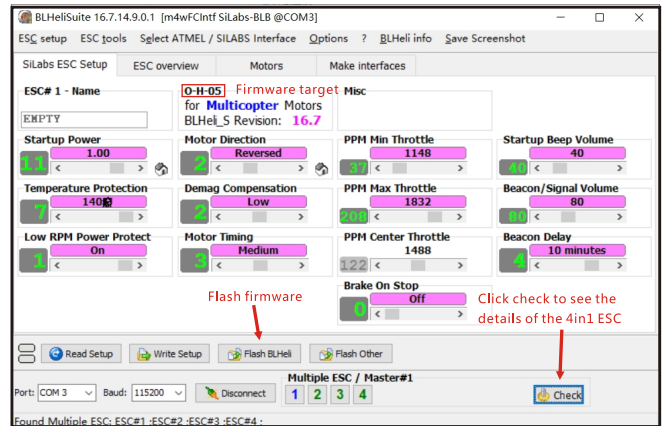 BLHeliSuite 16.7.14.9.0.1 [m4wFCIntf SiLabs-BLB @COM3]
ESC setup ESC tools Select ATMEL / SILABS Interface Options ? BLHeli info Save Screenshot
SiLabs ESC Setup ESC overview Motors Make interfaces
ESC# 1 - Name O-H-05 Firmware target Misc
for Multicopter Motors
EMPTY BLHeli_S Revision: 16.7
Startup Power Motor Direction PPM Min Throttle Startup Beep Volume
1.00 Reversed 1148 40
11 2 37 40
Temperature Protection Demag Compensation PPM Max Throttle Beacon/Signal Volume
140 Low 1832 80
7 2 208 80
Low RPM Power Protect Motor Timing PPM Center Throttle Beacon Delay
On Medium 1488 10 minutes
1 3 122 4
Brake On Stop
Off
0
Flash firmware Click check to see the
details of the 4in1 ESC
Read Setup Write Setup Flash BLHeli Flash Other
Multiple ESC / Master#1
Port: COM 3 Baud: 115200 Disconnect 1 2 3 4 Check
Found Multiple ESC: ESC#1 :ESC#2 :ESC#3 :ESC#4 :